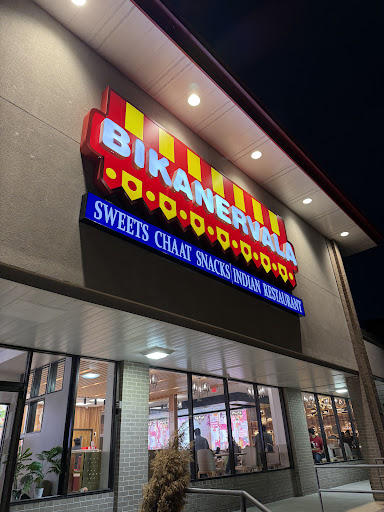 BIKANERVALA
SWEETS CHAAT SNACKS|INDIAN RESTAURANT